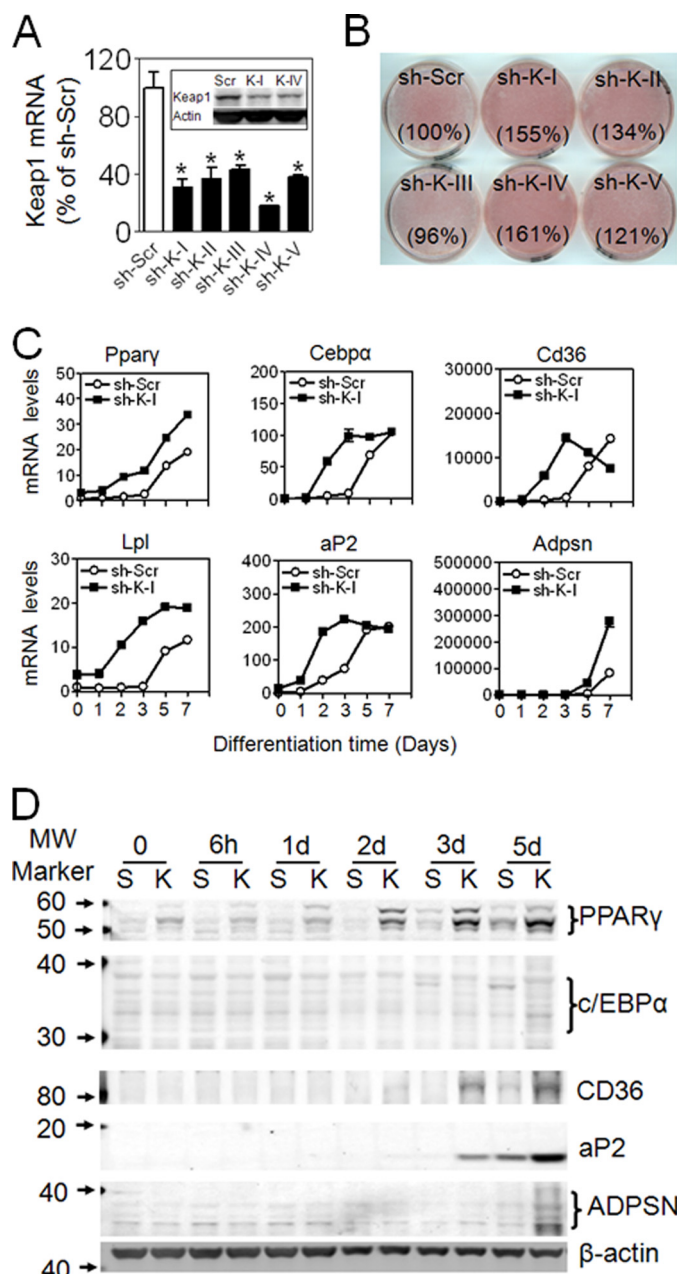 A
Keap1 mRNA
(% of sh-Scr)
120
80
40
0
Scr K-I K-IV
Keap1
Actin
* * * * *
sh-Scr
sh-K-I
sh-K-II
sh-K-III
sh-K-IV
sh-K-V
B
sh-Scr sh-K-I sh-K-II
(100%) (155%) (134%)
sh-K-III sh-K-IV sh-K-V
(96%) (161%) (121%)
C
Pparγ Cebpα Cd36
mRNA levels
50
40
30
20
10
0
sh-Scr
sh-K-I
200
150
100
50
0
sh-Scr
sh-K-I
30000
20000
10000
0
sh-Scr
sh-K-I
Lpl aP2 Adpsn
mRNA levels
30
20
10
0
sh-Scr
sh-K-I
0 1 2 3 5 7
400
300
200
100
0
sh-Scr
sh-K-I
0 1 2 3 5 7
500000
400000
300000
200000
100000
0
sh-Scr
sh-K-I
0 1 2 3 5 7
Differentiation time (Days)
D
MW
Marker
0 6h 1d 2d 3d 5d
S K S K S K S K S K S K
60
50
PPARγ
40
30
c/EBPα
80
CD36
20
aP2
40
ADPSN
40
β-actin